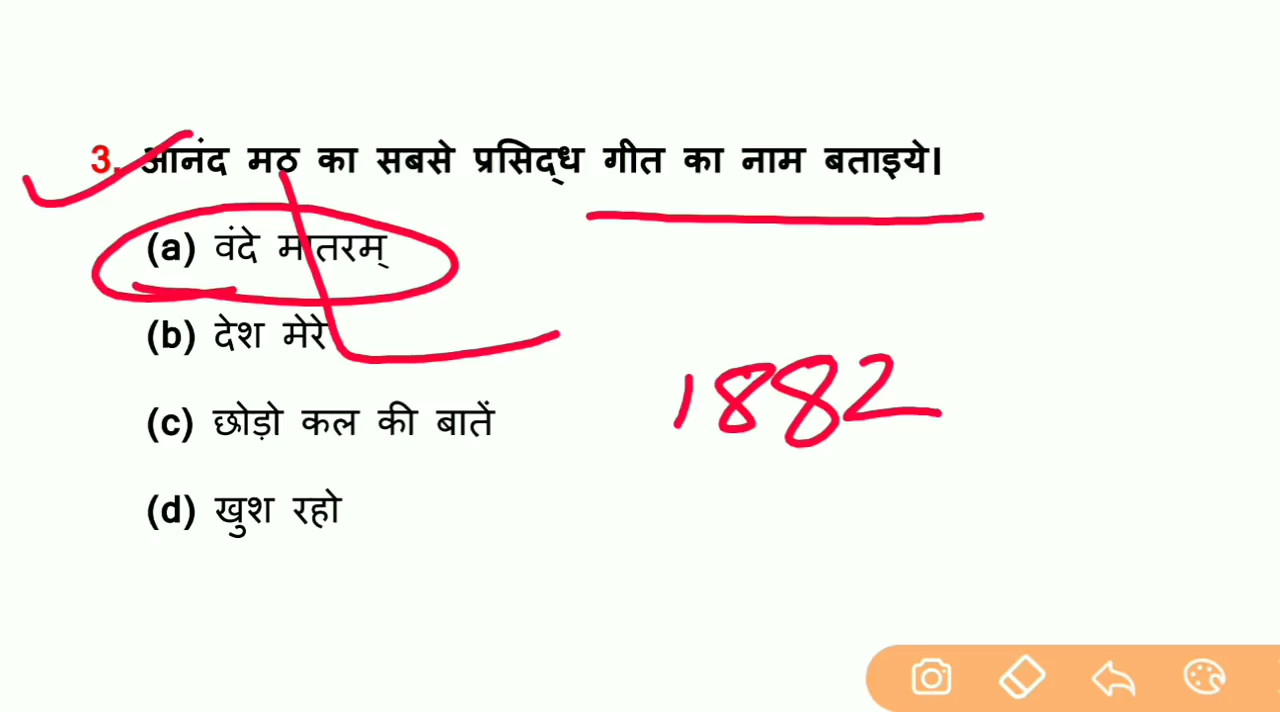 3. आनंद मठ का सबसे प्रसिद्ध गीत का नाम बताइये।
(a) वंदे मातरम्
(b) देश मेरे
(c) छोड़ो कल की बातें
1882
(d) खुश रहो